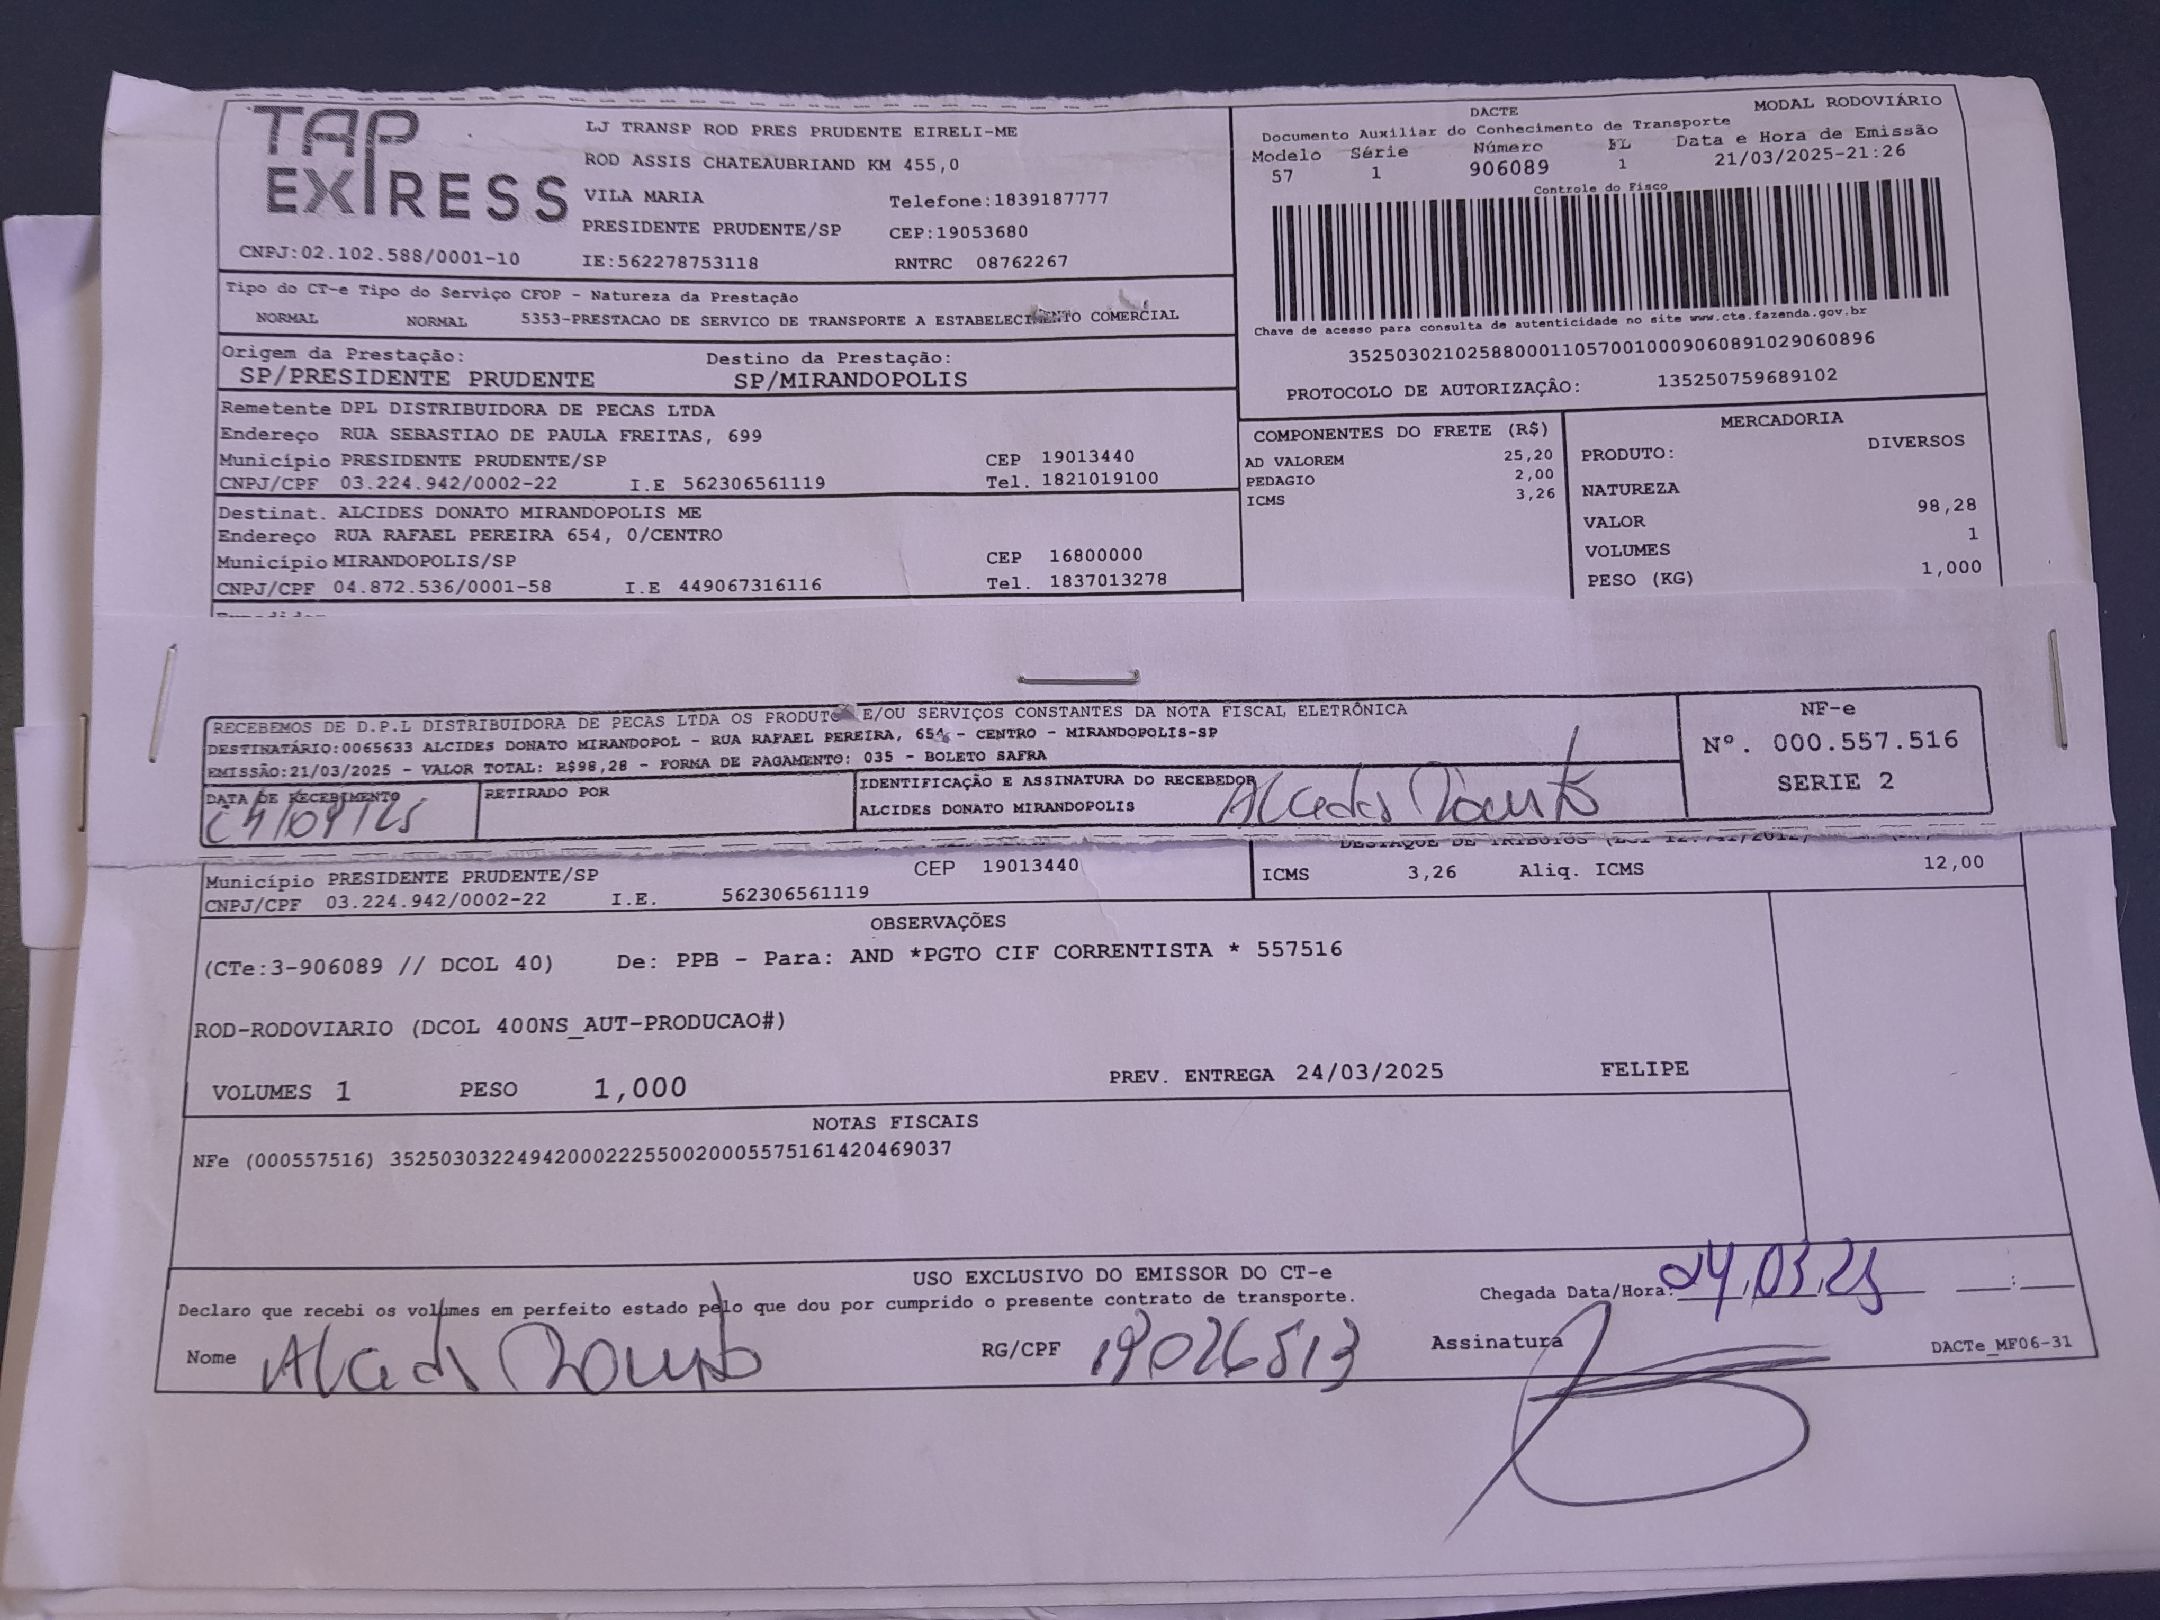 TAP EXPRESS
LJ TRANSP ROD PRES PRUDENTE EIRELI-ME
ROD ASSIS CHATEAUBRIAND KM 455,0
VILA MARIA Telefone:1839187777
PRESIDENTE PRUDENTE/SP CEP:19053680
CNPJ:02.102.588/0001-10 IE:562278753118 RNTRC 08762267
DACTE MODAL RODOVIÁRIO
Documento Auxiliar do Conhecimento de Transporte
Modelo Série Número FL Data e Hora de Emissão
57 1 906089 1 21/03/2025-21:26
Controle do Fisco
Chave de acesso para consulta de autenticidade no site www.cte.fazenda.gov.br
35250302102588000110570010009060891029060896
PROTOCOLO DE AUTORIZAÇÃO: 135250759689102
Tipo do CT-e Tipo do Serviço CFOP - Natureza da Prestação
NORMAL NORMAL 5353-PRESTACAO DE SERVICO DE TRANSPORTE A ESTABELECIMENTO COMERCIAL
Origem da Prestação: Destino da Prestação:
SP/PRESIDENTE PRUDENTE SP/MIRANDOPOLIS
Remetente DPL DISTRIBUIDORA DE PECAS LTDA
Endereço RUA SEBASTIAO DE PAULA FREITAS, 699
Município PRESIDENTE PRUDENTE/SP CEP 19013440
CNPJ/CPF 03.224.942/0002-22 I.E 562306561119 Tel. 1821019100
Destinat. ALCIDES DONATO MIRANDOPOLIS ME
Endereço RUA RAFAEL PEREIRA 654, 0/CENTRO
Município MIRANDOPOLIS/SP CEP 16800000
CNPJ/CPF 04.872.536/0001-58 I.E 449067316116 Tel. 1837013278
COMPONENTES DO FRETE (R$)
AD VALOREM 25,20
PEDAGIO 2,00
ICMS 3,26
MERCADORIA
PRODUTO: DIVERSOS
NATUREZA
VALOR 98,28
VOLUMES 1
PESO (KG) 1,000
RECEBEMOS DE D.P.L DISTRIBUIDORA DE PECAS LTDA OS PRODUTOS E/OU SERVIÇOS CONSTANTES DA NOTA FISCAL ELETRÔNICA
DESTINATÁRIO:0065633 ALCIDES DONATO MIRANDOPOL - RUA RAFAEL PEREIRA, 654 - CENTRO - MIRANDOPOLIS-SP
EMISSÃO:21/03/2025 - VALOR TOTAL: R$98,28 - FORMA DE PAGAMENTO: 035 - BOLETO SAFRA
DATA DE RECEBIMENTO RETIRADO POR IDENTIFICAÇÃO E ASSINATURA DO RECEBEDOR
ALCIDES DONATO MIRANDOPOLIS Alcides Donato
NF-e
Nº. 000.557.516
SERIE 2
Município PRESIDENTE PRUDENTE/SP CEP 19013440
CNPJ/CPF 03.224.942/0002-22 I.E. 562306561119
ICMS 3,26 Aliq. ICMS 12,00
OBSERVAÇÕES
(CTe:3-906089 // DCOL 40) De: PPB - Para: AND *PGTO CIF CORRENTISTA * 557516
ROD-RODOVIARIO (DCOL 400NS_AUT-PRODUCAO#)
VOLUMES 1 PESO 1,000 PREV. ENTREGA 24/03/2025 FELIPE
NOTAS FISCAIS
NFe (000557516) 35250303224942000222550020005575161420469037
USO EXCLUSIVO DO EMISSOR DO CT-e
Declaro que recebi os volumes em perfeito estado pelo que dou por cumprido o presente contrato de transporte.
Chegada Data/Hora: 24,03,25 :
Nome Alcides Donato RG/CPF 19026513 Assinatura
DACTe_MF06-31